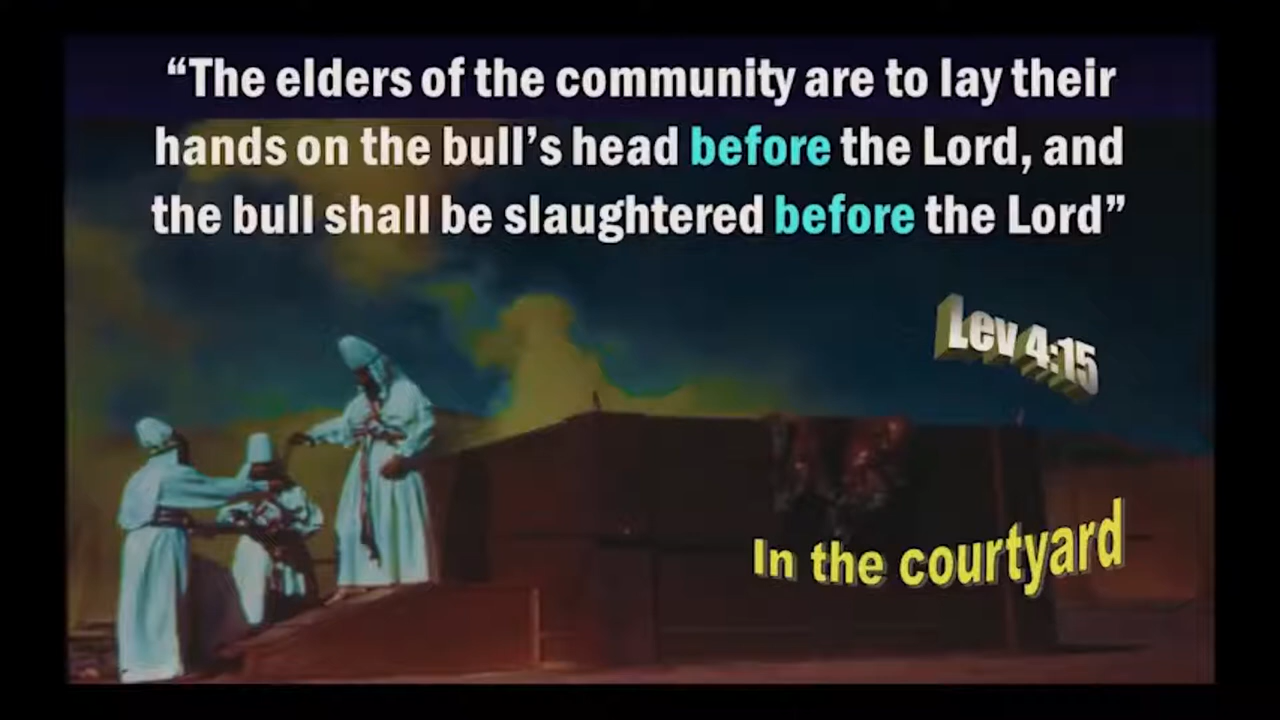 “The elders of the community are to lay their
hands on the bull’s head before the Lord, and
the bull shall be slaughtered before the Lord”
Lev 4:15
In the courtyard